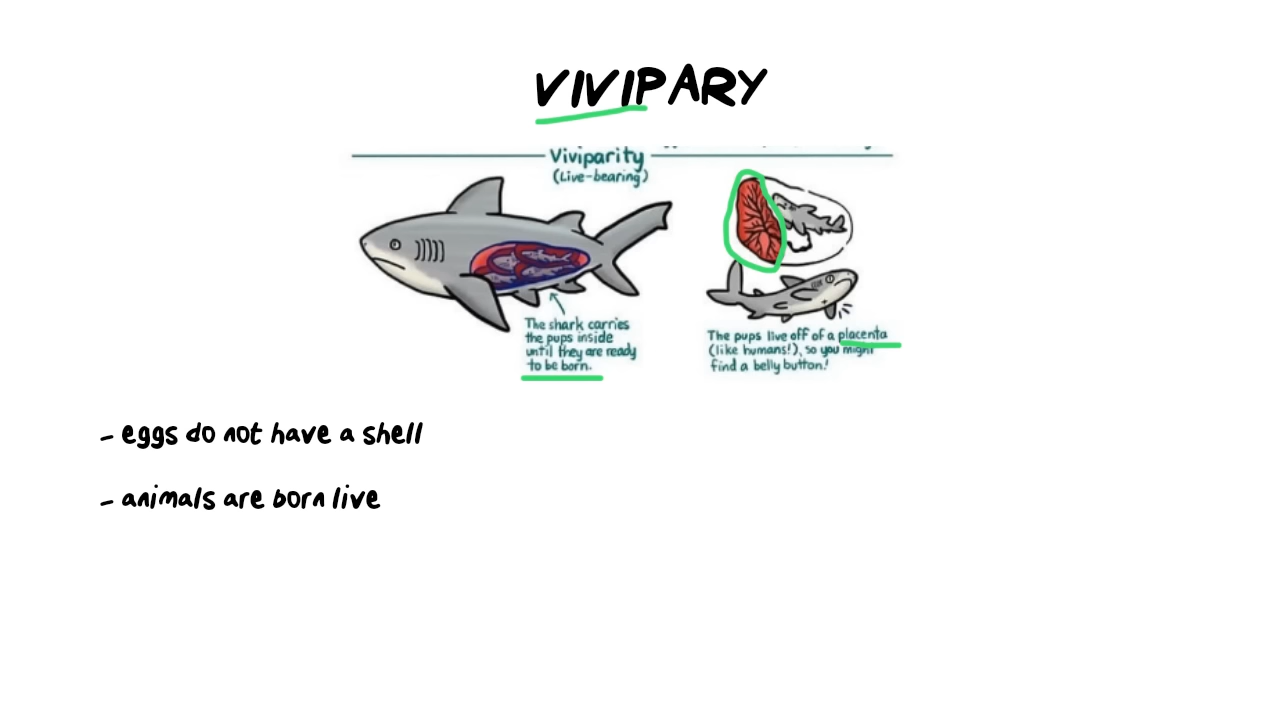 VIVIPARY
Viviparity
(Live-bearing)
The shark carries
the pups inside
until they are ready
to be born.
The pups live off of a placenta
(like humans!), so you might
find a belly button!
- eggs do not have a shell
- animals are born live